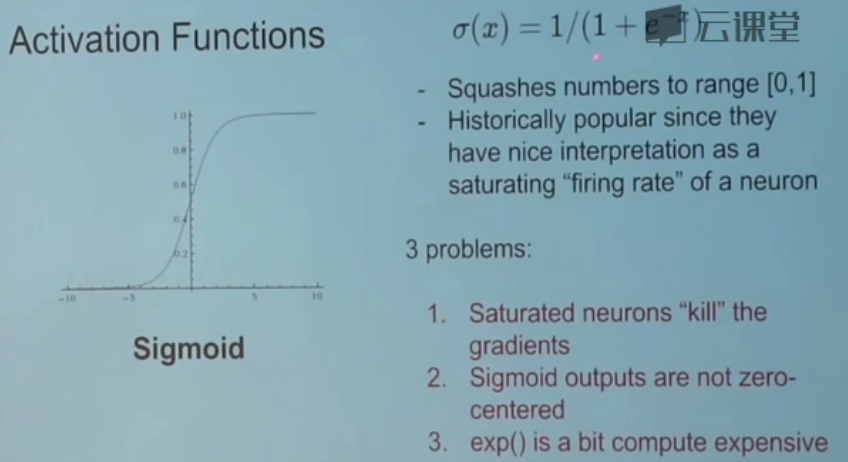 Activation Functions
σ(x) = 1/(1 + e⁻ˣ)
云课堂
- Squashes numbers to range [0,1]
- Historically popular since they
have nice interpretation as a
saturating “firing rate” of a neuron
1.0
0.8
0.6
0.4
0.2
-10
-5
5
10
Sigmoid
3 problems:
1. Saturated neurons “kill” the
gradients
2. Sigmoid outputs are not zero-
centered
3. exp() is a bit compute expensive